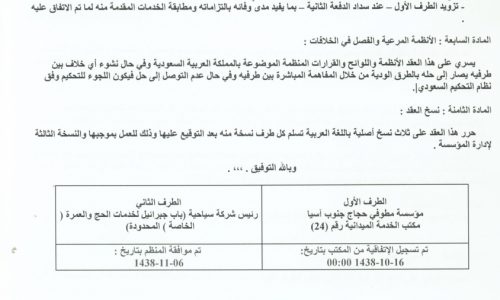 - تزويد الطرف الأول – عند سداد الدفعة الثانية – بما يفيد مدى وفائه بالتزاماته ومطابقة الخدمات المقدمة منه لما تم الاتفاق عليه .
المادة السابعة : الأنظمة المرعية والفصل في الخلافات :
يسري على هذا العقد الأنظمة واللوائح والقرارات المنظمة الموضوعة بالمملكة العربية السعودية وفي حال نشوء أي خلاف بين
طرفيه يصار إلى حله بالطرق الودية من خلال المفاهمة المباشرة بين طرفيه وفي حال عدم التوصل إلى حل فيكون اللجوء للتحكيم وفق
نظام التحكيم السعودي].
المادة الثامنة : نسخ العقد :
حرر هذا العقد على ثلاث نسخ أصلية باللغة العربية تسلم كل طرف نسخة منه بعد التوقيع عليها وذلك للعمل بموجبها والنسخة الثالثة
لإدارة المؤسسة .
وبالله التوفيق . ،،، .
الطرف الأول
مؤسسة مطوفي حجاج جنوب آسيا
مكتب الخدمة الميدانية رقم (24)
الطرف الثاني
رئيس شركة سياحية (باب جبرائيل لخدمات الحج والعمرة (
الخاصة ) المحدودة)
تم تسجيل الإتفاقية من المكتب بتاريخ :
1438-10-16 00:00
تم موافقة المنظم بتاريخ :
1438-11-06